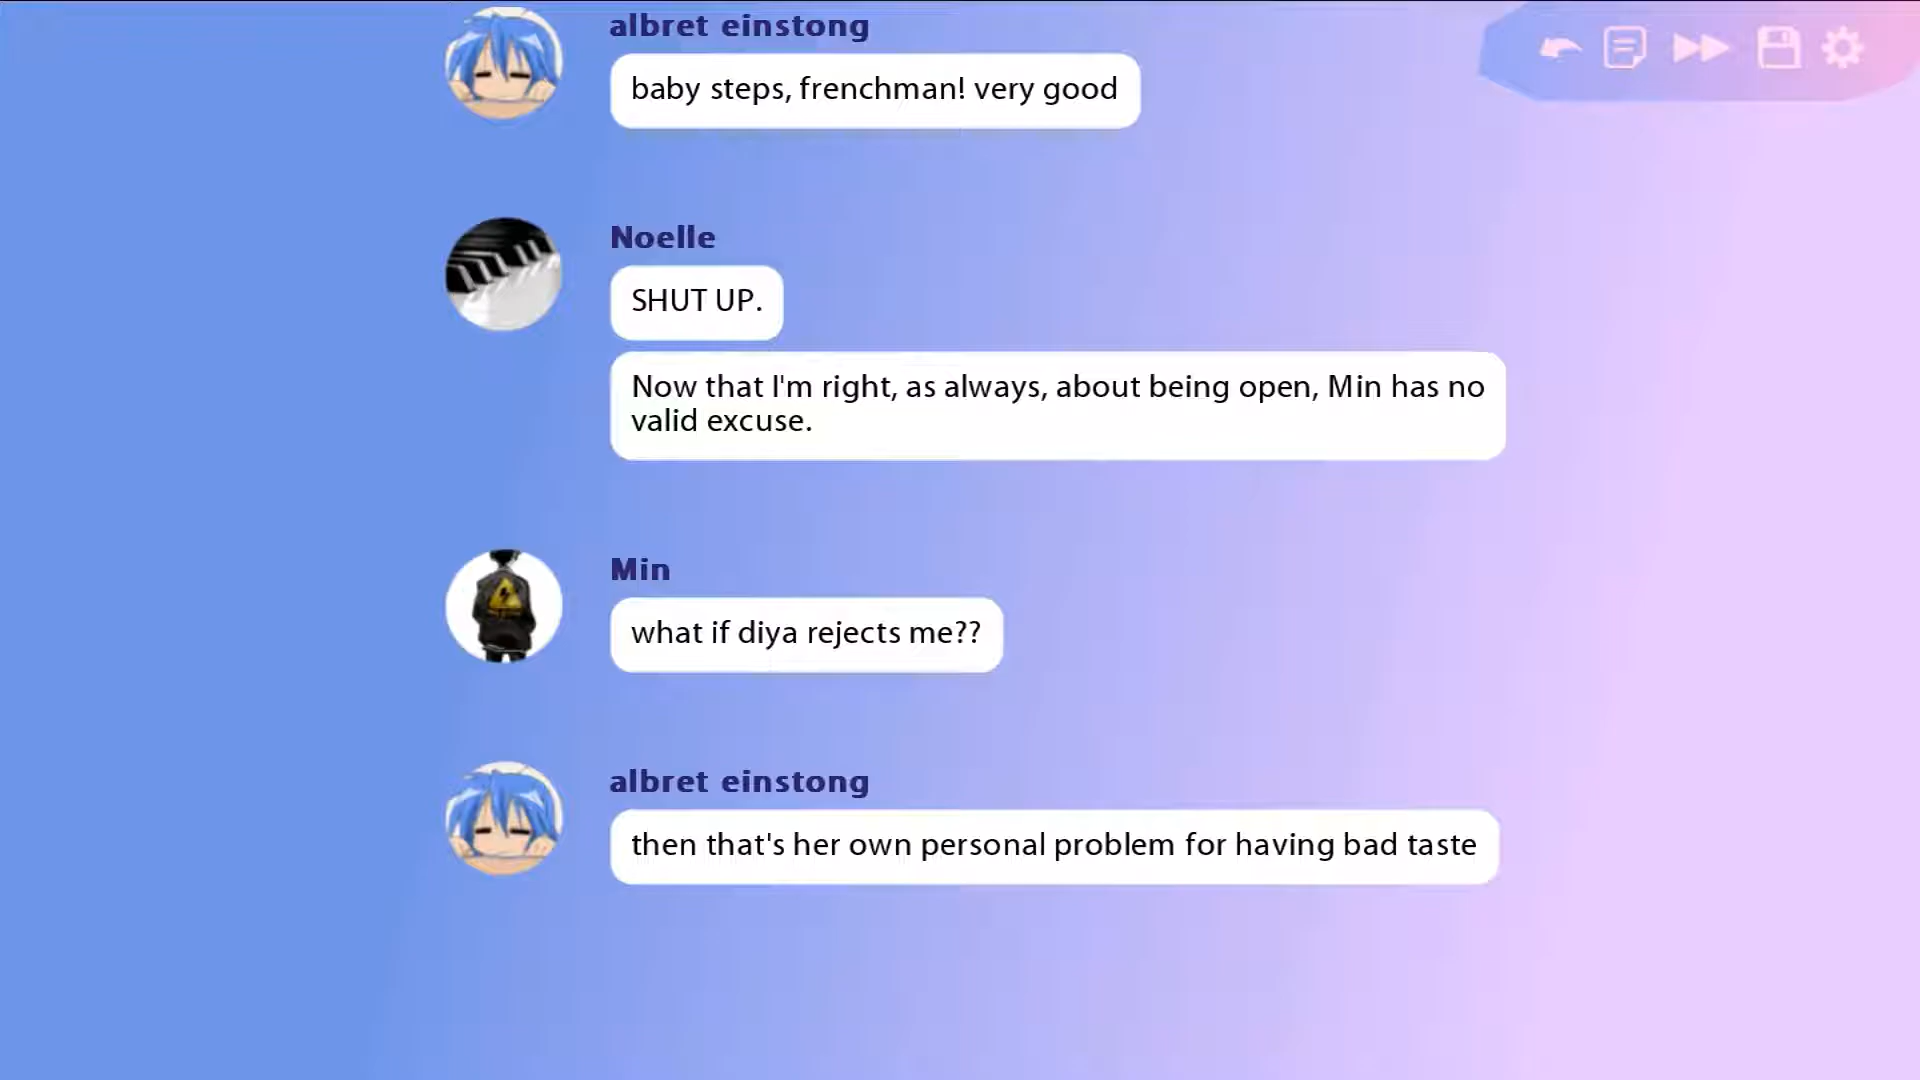 albret einstong
baby steps, frenchman! very good
Noelle
SHUT UP.
Now that I'm right, as always, about being open, Min has no
valid excuse.
Min
what if diya rejects me??
albret einstong
then that's her own personal problem for having bad taste